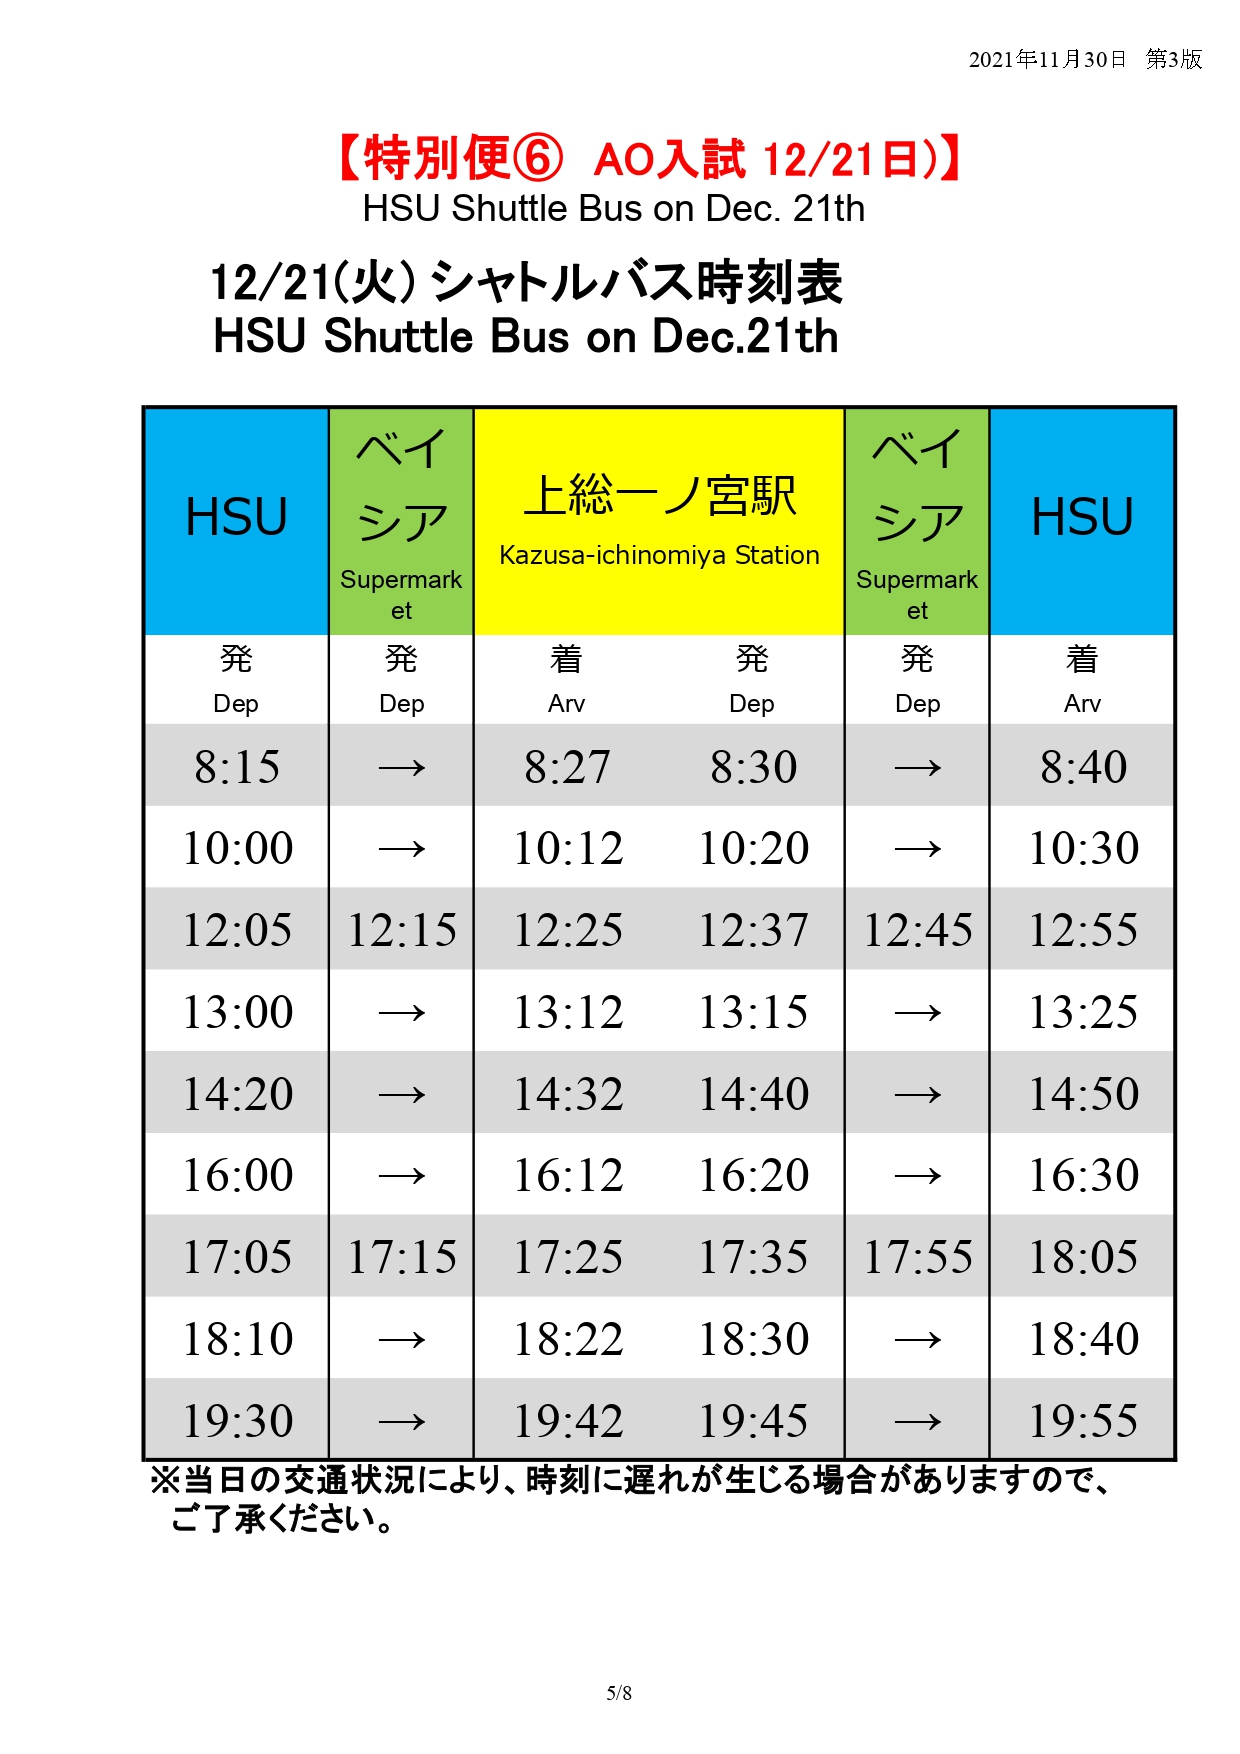 2021年11月30日 第3版
【特別便⑥ AO入試 12/21日)】
HSU Shuttle Bus on Dec. 21th
12/21(火) シャトルバス時刻表
HSU Shuttle Bus on Dec.21th
HSU ベイシア Supermarket 上総一ノ宮駅 Kazusa-ichinomiya Station ベイシア Supermarket HSU
発 発 着 発 発 着
Dep Dep Arv Dep Dep Arv
8:15 → 8:27 8:30 → 8:40
10:00 → 10:12 10:20 → 10:30
12:05 12:15 12:25 12:37 12:45 12:55
13:00 → 13:12 13:15 → 13:25
14:20 → 14:32 14:40 → 14:50
16:00 → 16:12 16:20 → 16:30
17:05 17:15 17:25 17:35 17:55 18:05
18:10 → 18:22 18:30 → 18:40
19:30 → 19:42 19:45 → 19:55
※当日の交通状況により、時刻に遅れが生じる場合がありますので、
ご了承ください。
5/8